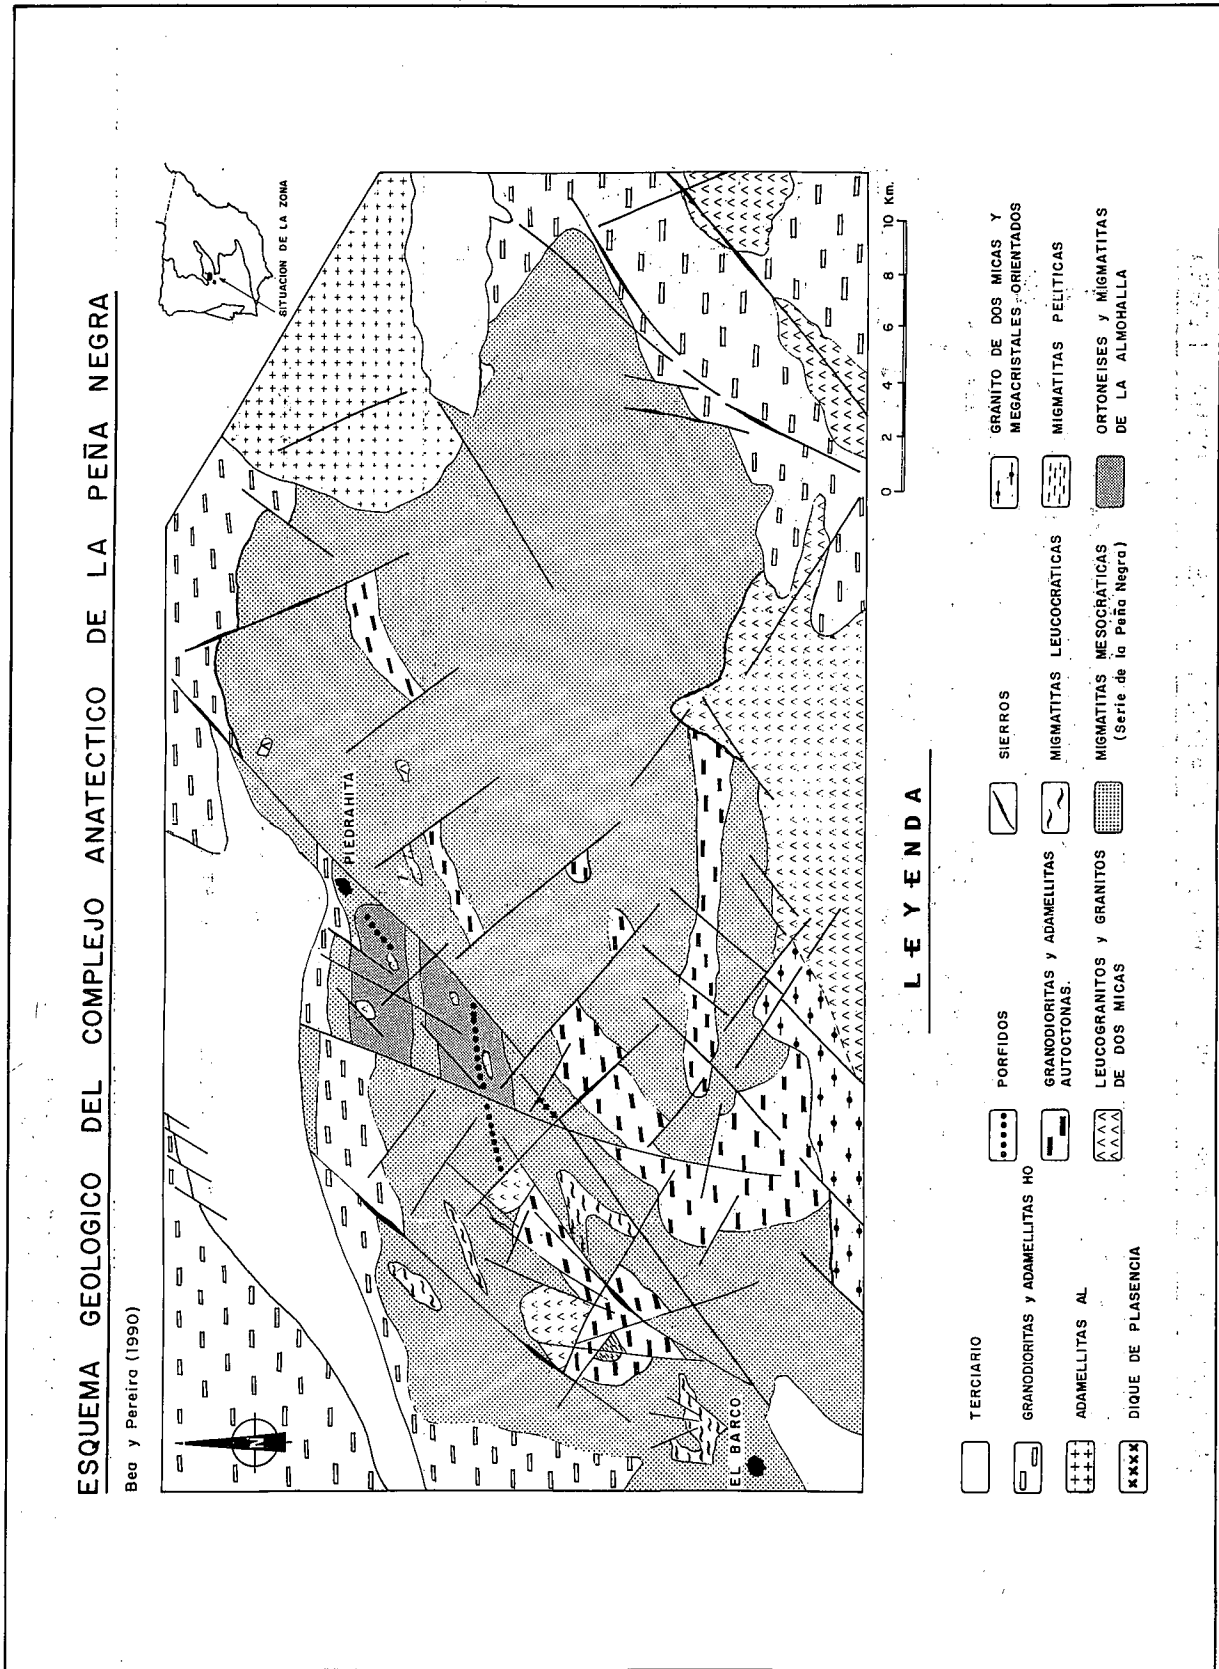 ESQUEMA GEOLOGICO DEL COMPLEJO ANATECTICO DE LA PEÑA NEGRA
Bea y Pereira (1990)
N
SITUACION DE LA ZONA
PIEDRAHITA
EL BARCO
0 2 4 6 8 10 Km.
LEYENDA
TERCIARIO
GRANODIORITAS y ADAMELLITAS HO
ADAMELLITAS AL
DIQUE DE PLASENCIA
PORFIDOS
GRANODIORITAS y ADAMELLITAS
AUTOCTONAS.
LEUCOGRANITOS y GRANITOS
DE DOS MICAS
SIERROS
MIGMATITAS LEUCOCRATICAS
MIGMATITAS MESOCRATICAS
(Serie de la Peña Negra)
GRANITO DE DOS MICAS Y
MEGACRISTALES ORIENTADOS
MIGMATITAS PELITICAS
ORTONEISES y MIGMATITAS
DE LA ALMOHALLA